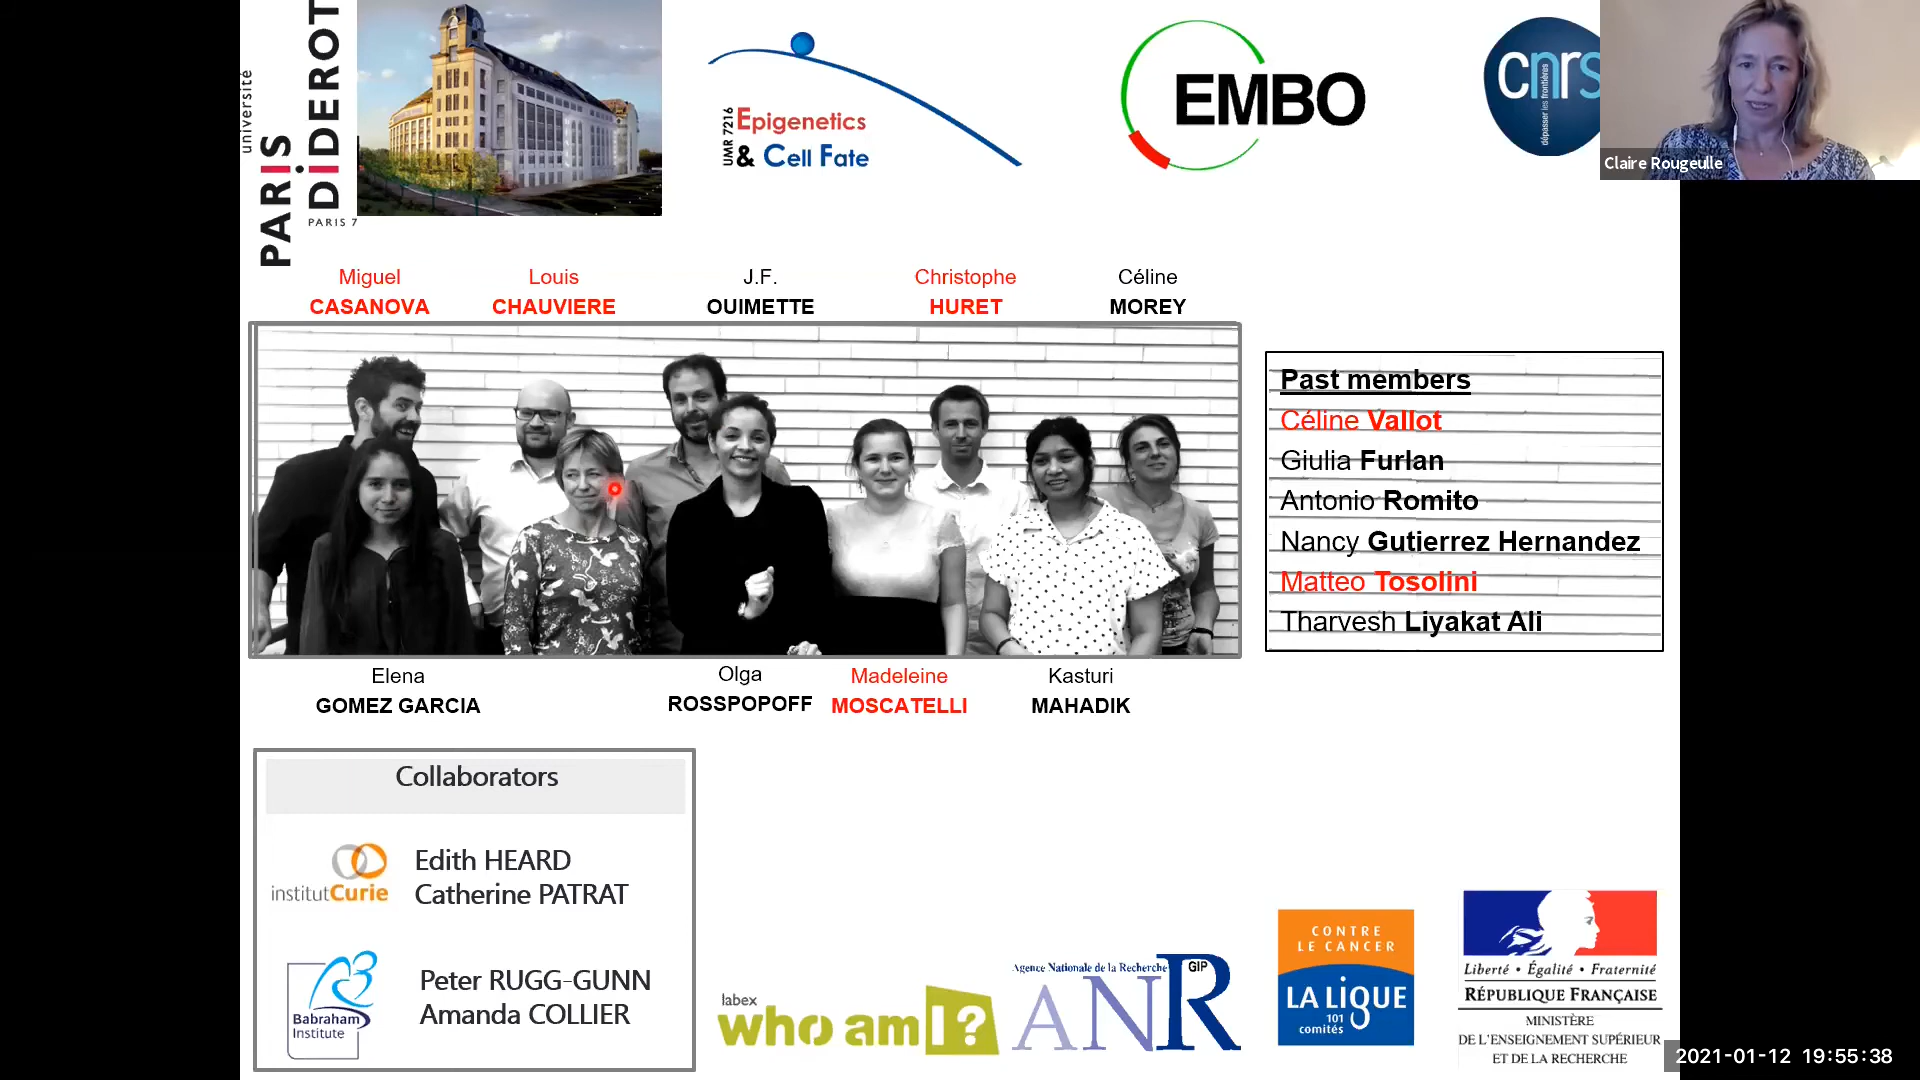 université
PARIS
DIDEROT
PARIS 7
UMR 7216
Epigenetics
& Cell Fate
EMBO
cnrs
dépasser les frontières
Claire Rougeulle
Miguel
CASANOVA
Louis
CHAUVIERE
J.F.
OUIMETTE
Christophe
HURET
Céline
MOREY
Past members
Céline Vallot
Giulia Furlan
Antonio Romito
Nancy Gutierrez Hernandez
Matteo Tosolini
Tharvesh Liyakat Ali
Elena
GOMEZ GARCIA
Olga
ROSSPOPOFF
Madeleine
MOSCATELLI
Kasturi
MAHADIK
Collaborators
institutCurie
Edith HEARD
Catherine PATRAT
Babraham
Institute
Peter RUGG-GUNN
Amanda COLLIER
labex
who am I?
Agence Nationale de la Recherche
GIP
ANR
CONTRE
LE CANCER
LA LIGUE
101
comités
Liberté • Égalité • Fraternité
RÉPUBLIQUE FRANÇAISE
MINISTÈRE
DE L'ENSEIGNEMENT SUPÉRIEUR
ET DE LA RECHERCHE
2021-01-12 19:55:38